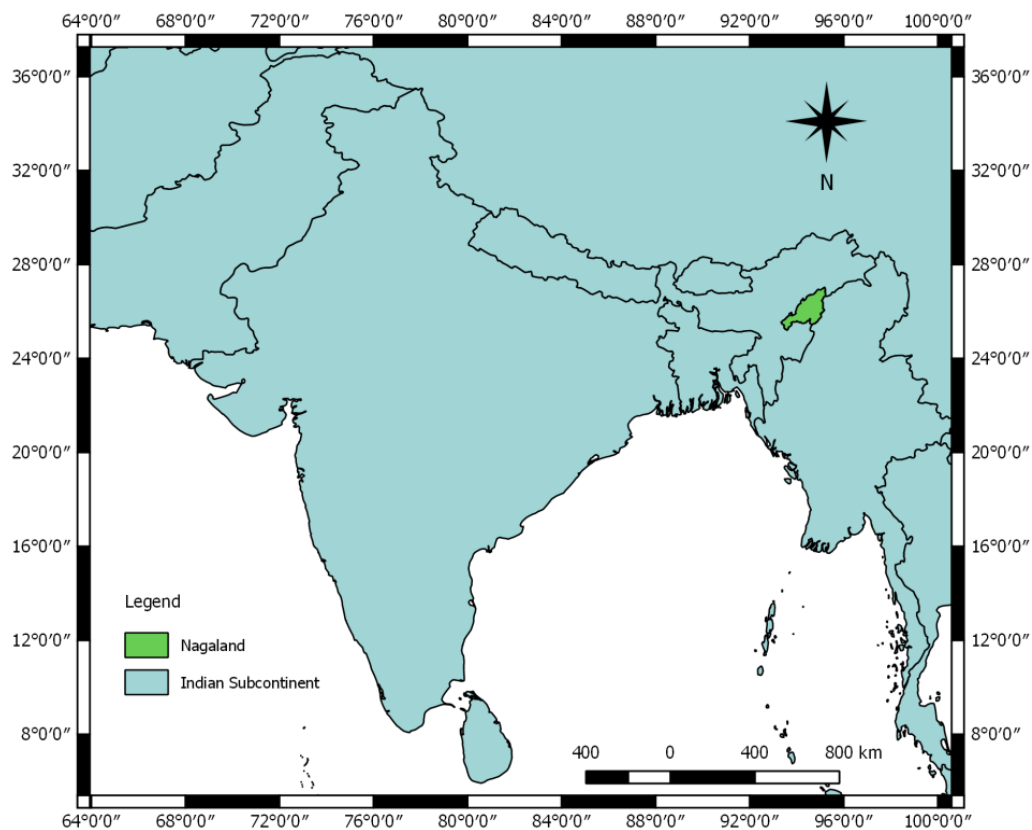 64°0′0″ 68°0′0″ 72°0′0″ 76°0′0″ 80°0′0″ 84°0′0″ 88°0′0″ 92°0′0″ 96°0′0″ 100°0′0″
36°0′0″ 36°0′0″
N
32°0′0″ 32°0′0″
28°0′0″ 28°0′0″
24°0′0″ 24°0′0″
20°0′0″ 20°0′0″
16°0′0″ 16°0′0″
Legend
Nagaland
12°0′0″ 12°0′0″
Indian Subcontinent
8°0′0″ 8°0′0″
400 0 400 800 km
64°0′0″ 68°0′0″ 72°0′0″ 76°0′0″ 80°0′0″ 84°0′0″ 88°0′0″ 92°0′0″ 96°0′0″ 100°0′0″